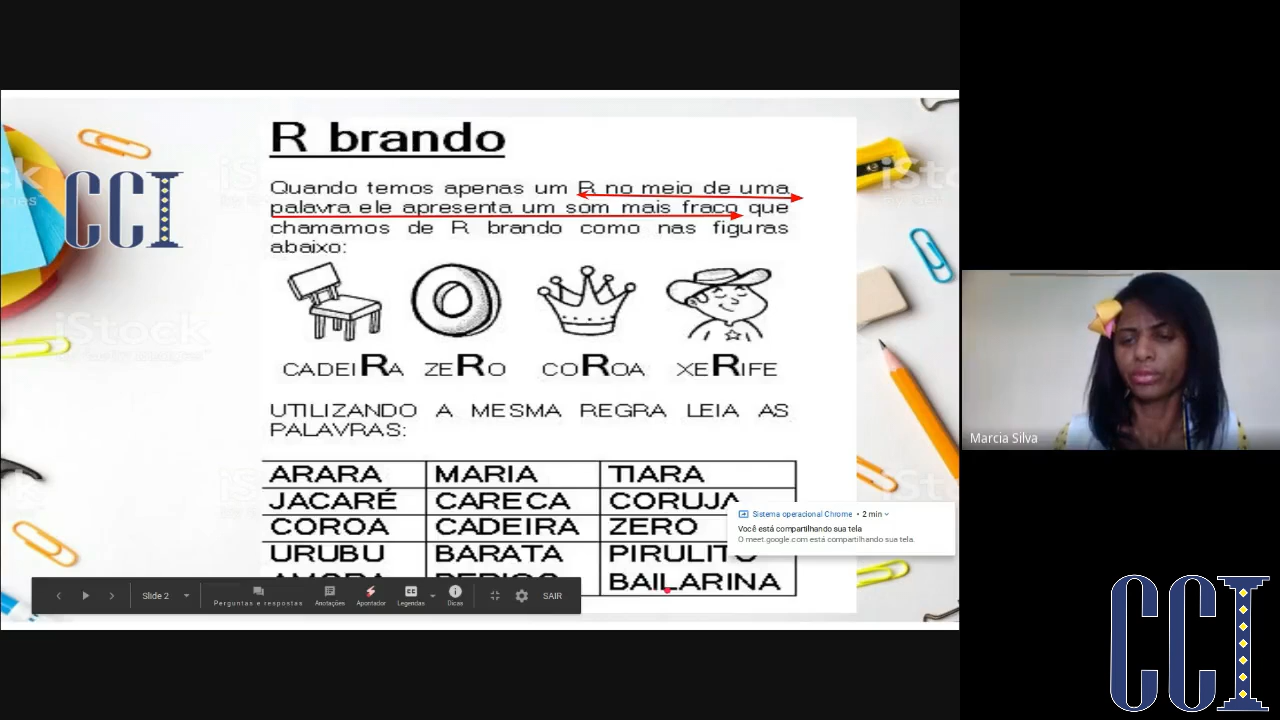 R brando
Quando temos apenas um R no meio de uma
palavra ele apresenta um som mais fraco que
chamamos de R brando como nas figuras
abaixo:
CADEIRA ZERO COROA XERIFE
UTILIZANDO A MESMA REGRA LEIA AS
PALAVRAS:
ARARA MARIA TIARA
JACARÉ CARECA CORUJA
COROA CADEIRA ZERO
URUBU BARATA PIRULITO
BAILARINA
CCI
iStock
iStock
Sistema operacional Chrome • 2 min
Você está compartilhando sua tela
O meet.google.com está compartilhando sua tela.
Slide 2
Perguntas e respostas
Anotações
Apontador
Legendas
Dicas
SAIR
Marcia Silva
CCI